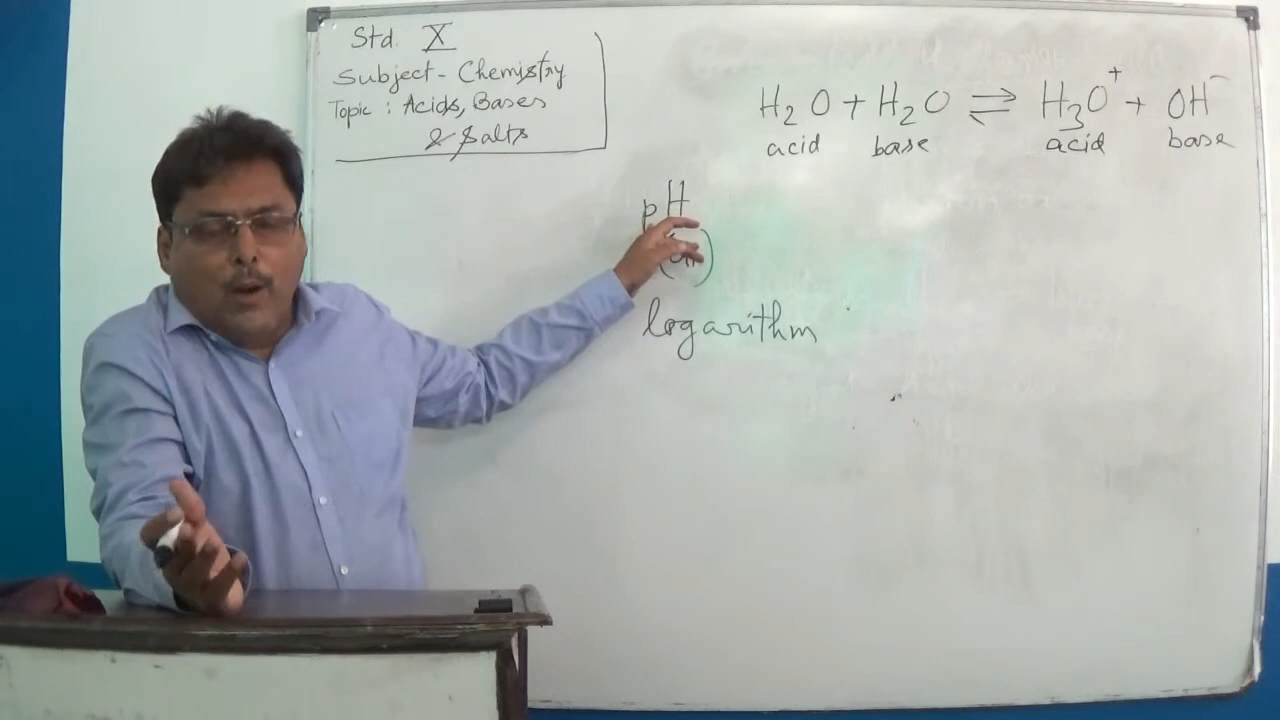 Std. X
Subject - Chemistry
Topic : Acids, Bases
& Salts
H₂O + H₂O ⇌ H₃O⁺ + OH⁻
acid base acid base
pH
logarithm